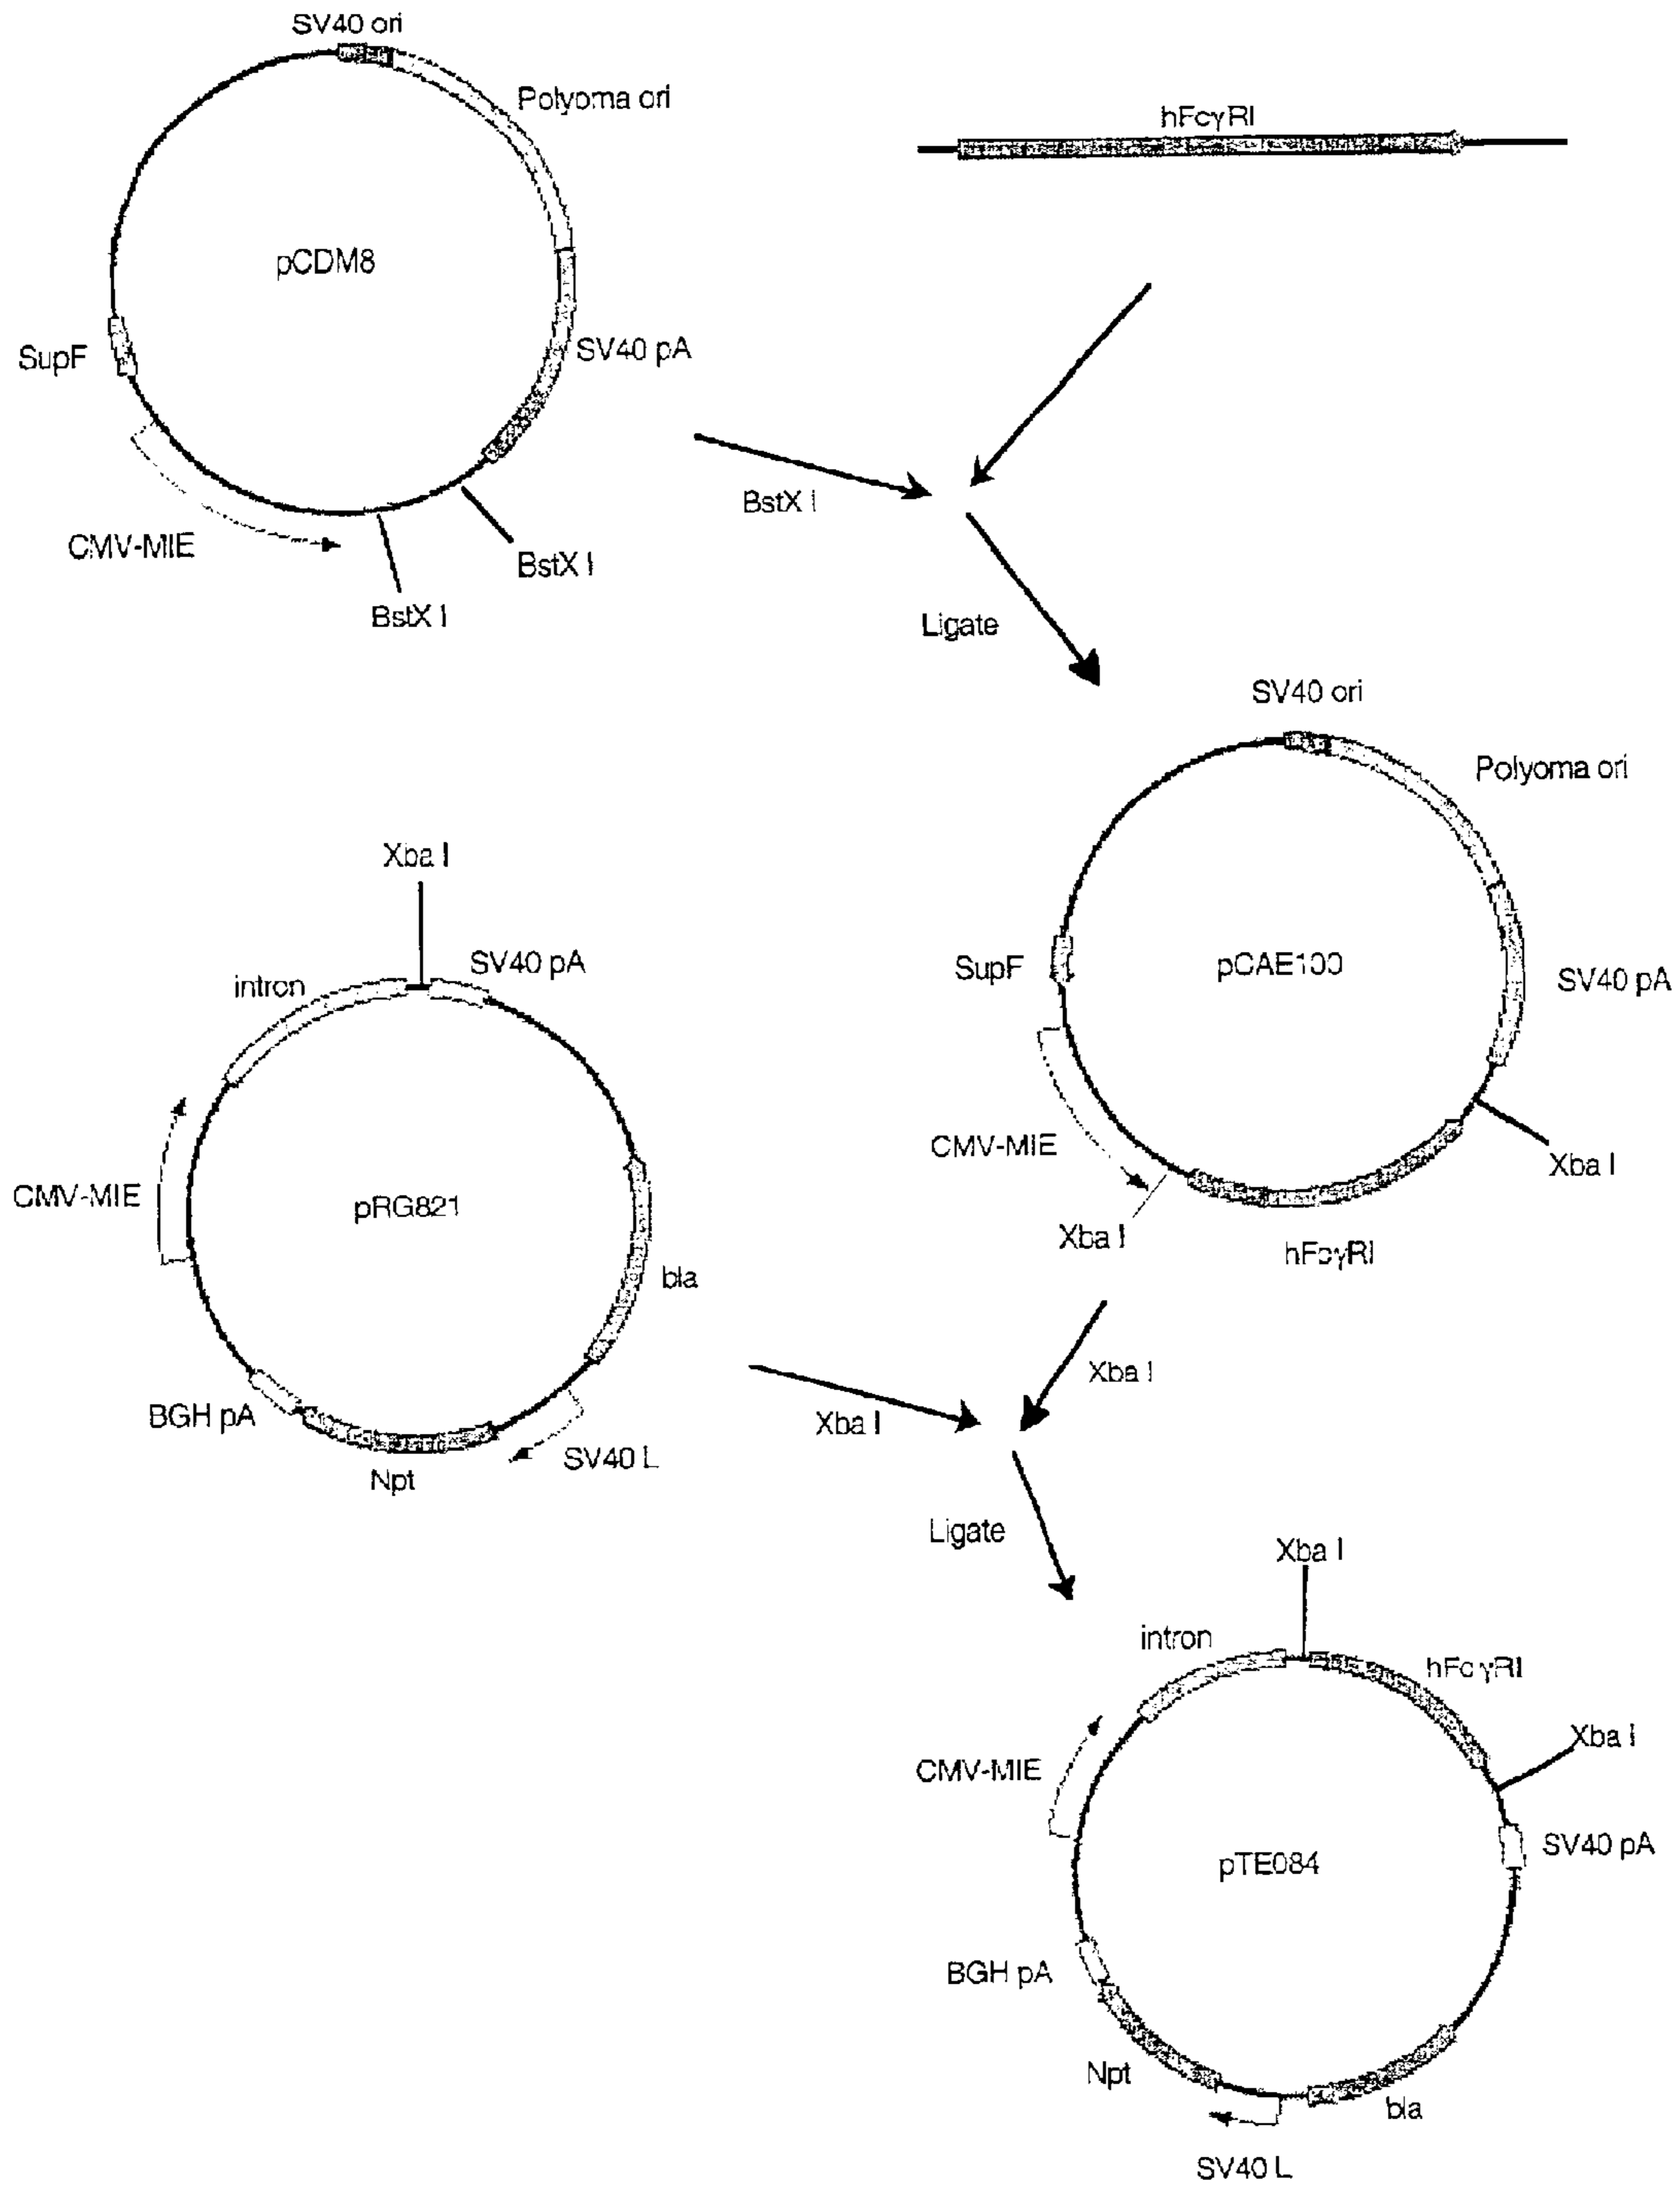 SV40 ori
Polyoma ori
hFcγRI
pCDM8
SupF
SV40 pA
BstX I
CMV-MIE
BstX I
BstX I
Ligate
SV40 ori
Polyoma ori
Xba I
SV40 pA
intron
SupF
pCAE100
SV40 pA
CMV-MIE
Xba I
CMV-MIE
pRG821
Xba I
hFcγRI
bla
Xba I
BGH pA
Xba I
SV40 L
Npt
Ligate
Xba I
intron
hFcγRI
Xba I
CMV-MIE
SV40 pA
pTE084
BGH pA
Npt
bla
SV40 L